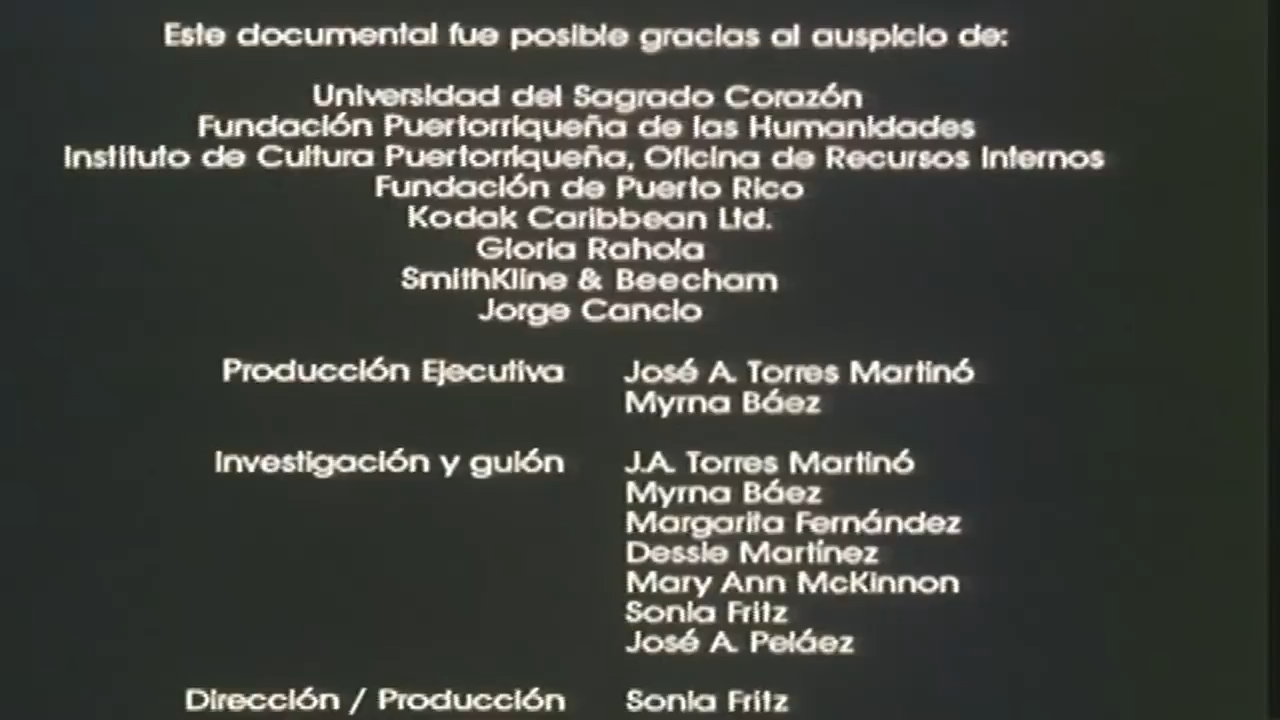 Este documental fue posible gracias al auspicio de:
Universidad del Sagrado Corazón
Fundación Puertorriqueña de las Humanidades
Instituto de Cultura Puertorriqueña, Oficina de Recursos Internos
Fundación de Puerto Rico
Kodak Caribbean Ltd.
Gloria Rahola
SmithKline & Beecham
Jorge Cancio
Producción Ejecutiva José A. Torres Martinó
Myrna Báez
Investigación y guión J.A. Torres Martinó
Myrna Báez
Margarita Fernández
Dessie Martínez
Mary Ann McKinnon
Sonia Fritz
José A. Peláez
Dirección / Producción Sonia Fritz